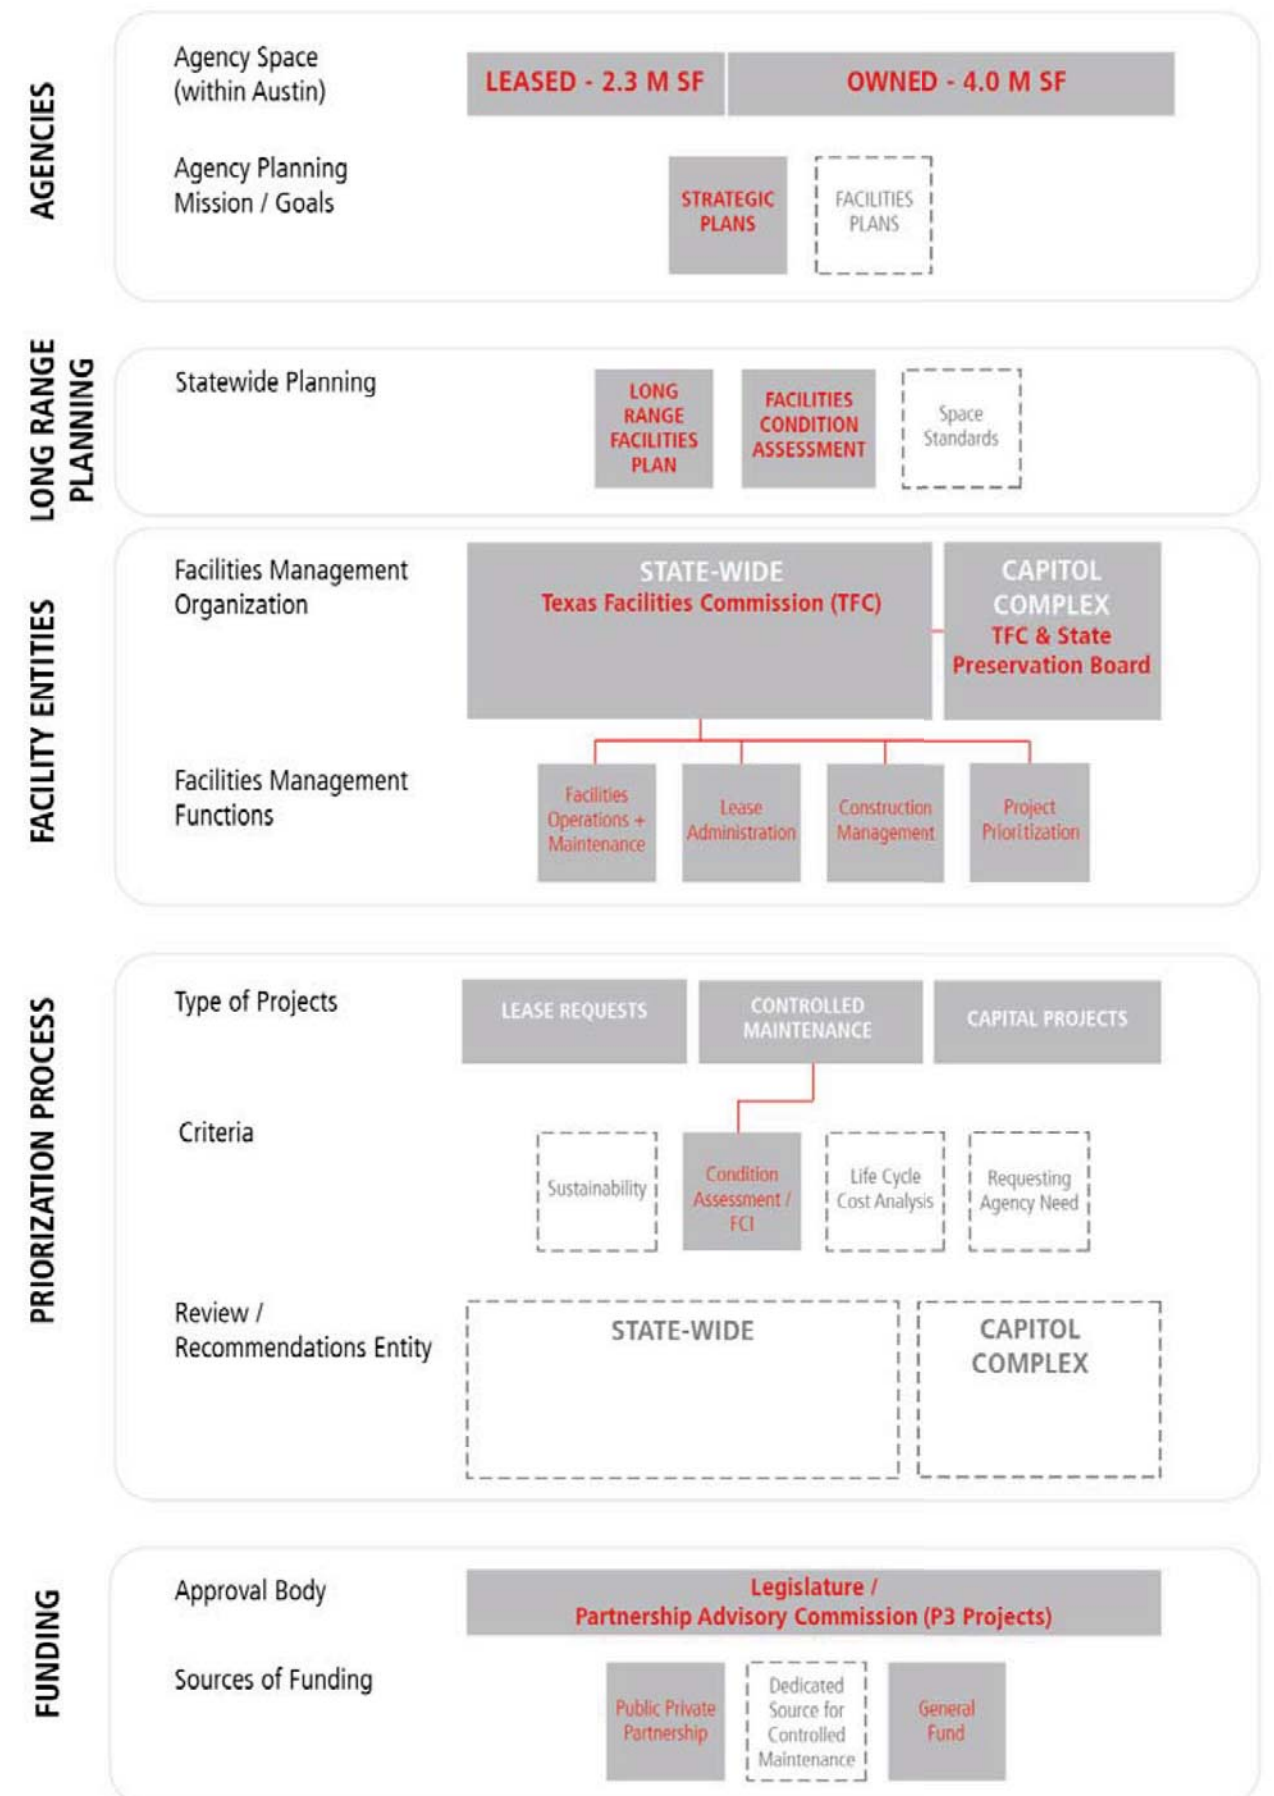 AGENCIES
Agency Space
(within Austin)
LEASED - 2.3 M SF
OWNED - 4.0 M SF
Agency Planning
Mission / Goals
STRATEGIC
PLANS
FACILITIES
PLANS
LONG RANGE
PLANNING
Statewide Planning
LONG
RANGE
FACILITIES
PLAN
FACILITIES
CONDITION
ASSESSMENT
Space
Standards
FACILITY ENTITIES
Facilities Management
Organization
STATE-WIDE
Texas Facilities Commission (TFC)
CAPITOL
COMPLEX
TFC & State
Preservation Board
Facilities Management
Functions
Facilities
Operations +
Maintenance
Lease
Administration
Construction
Management
Project
Prioritization
PRIORIZATION PROCESS
Type of Projects
LEASE REQUESTS
CONTROLLED
MAINTENANCE
CAPITAL PROJECTS
Criteria
Sustainability
Condition
Assessment /
FCI
Life Cycle
Cost Analysis
Requesting
Agency Need
Review /
Recommendations Entity
STATE-WIDE
CAPITOL
COMPLEX
FUNDING
Approval Body
Legislature /
Partnership Advisory Commission (P3 Projects)
Sources of Funding
Public Private
Partnership
Dedicated
Source for
Controlled
Maintenance
General
Fund